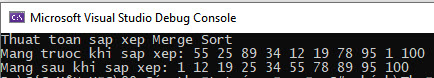 Microsoft Visual Studio Debug Console
Thuat toan sap xep Merge Sort
Mang truoc khi sap xep: 55 25 89 34 12 19 78 95 1 100
Mang sau khi sap xep: 1 12 19 25 34 55 78 89 95 100